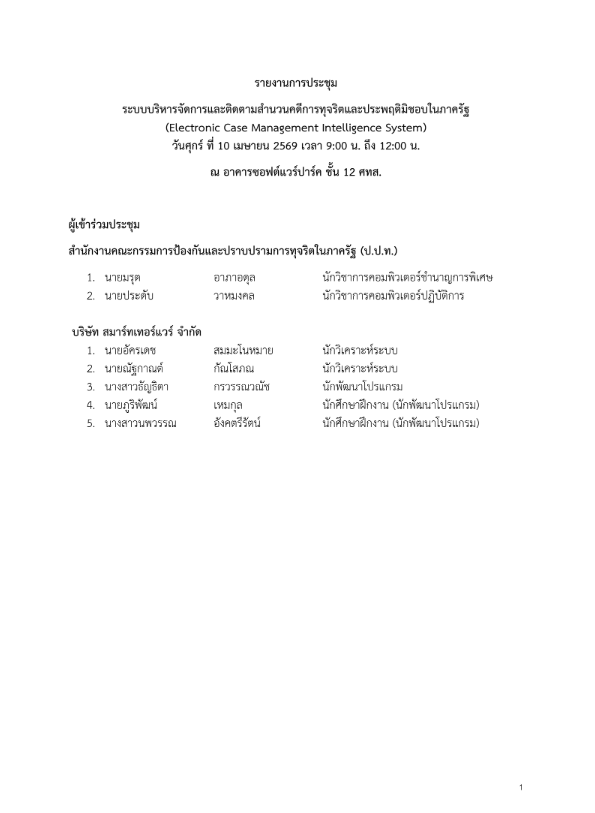 รายงานการประชุม
ระบบบริหารจัดการและติดตามสำนวนคดีการทุจริตและประพฤติมิชอบในภาครัฐ
(Electronic Case Management Intelligence System)
วันศุกร์ ที่ 10 เมษายน 2569 เวลา 9:00 น. ถึง 12:00 น.
ณ อาคารซอฟต์แวร์ปาร์ค ชั้น 12 ศทส.
ผู้เข้าร่วมประชุม
สำนักงานคณะกรรมการป้องกันและปราบปรามการทุจริตในภาครัฐ (ป.ป.ท.)
1. นายมรุต อาภาอดุล นักวิชาการคอมพิวเตอร์ชำนาญการพิเศษ
2. นายประดับ วาหมงคล นักวิชาการคอมพิวเตอร์ปฏิบัติการ
บริษัท สมาร์ทเทอร์แวร์ จำกัด
1. นายอัครเดช สมมะโนหมาย นักวิเคราะห์ระบบ
2. นายณัฐกาณต์ กัณโสภณ นักวิเคราะห์ระบบ
3. นางสาวธัญธิตา กรวรรณวณัช นักพัฒนาโปรแกรม
4. นายภูริพัฒน์ เหมกุล นักศึกษาฝึกงาน (นักพัฒนาโปรแกรม)
5. นางสาวนพวรรณ อังคตรีรัตน์ นักศึกษาฝึกงาน (นักพัฒนาโปรแกรม)
1